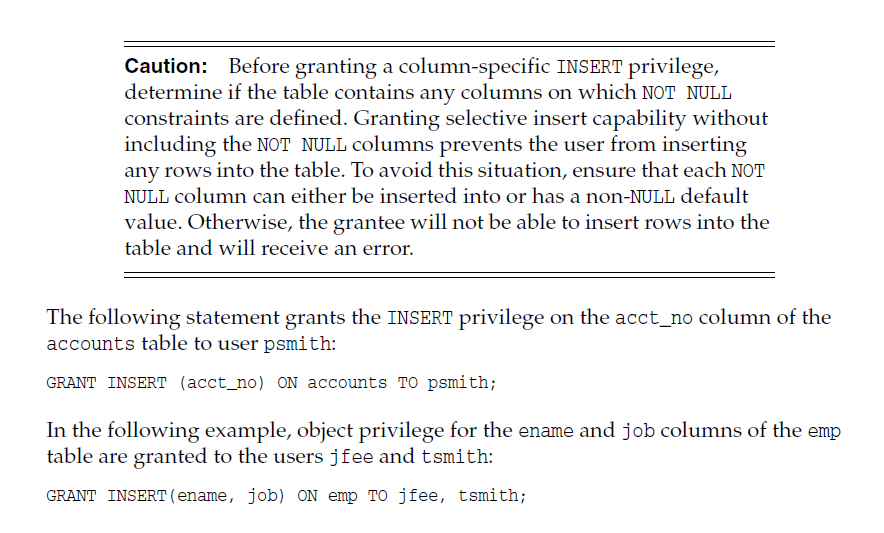 Caution: Before granting a column-specific INSERT privilege,
determine if the table contains any columns on which NOT NULL
constraints are defined. Granting selective insert capability without
including the NOT NULL columns prevents the user from inserting
any rows into the table. To avoid this situation, ensure that each NOT
NULL column can either be inserted into or has a non-NULL default
value. Otherwise, the grantee will not be able to insert rows into the
table and will receive an error.
The following statement grants the INSERT privilege on the acct_no column of the
accounts table to user psmith:
GRANT INSERT (acct_no) ON accounts TO psmith;
In the following example, object privilege for the ename and job columns of the emp
table are granted to the users jfee and tsmith:
GRANT INSERT(ename, job) ON emp TO jfee, tsmith;